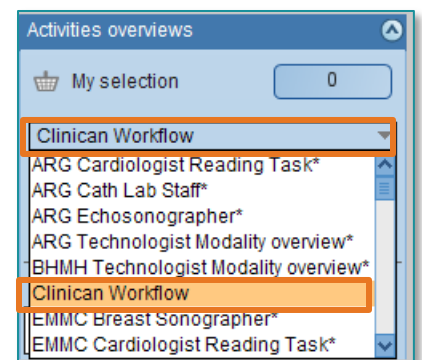 Activities overviews
My selection 0
Clinican Workflow
ARG Cardiologist Reading Task*
ARG Cath Lab Staff*
ARG Echosonographer*
ARG Technologist Modality overview*
BHMH Technologist Modality overview*
Clinican Workflow
EMMC Breast Sonographer*
EMMC Cardiologist Reading Task*